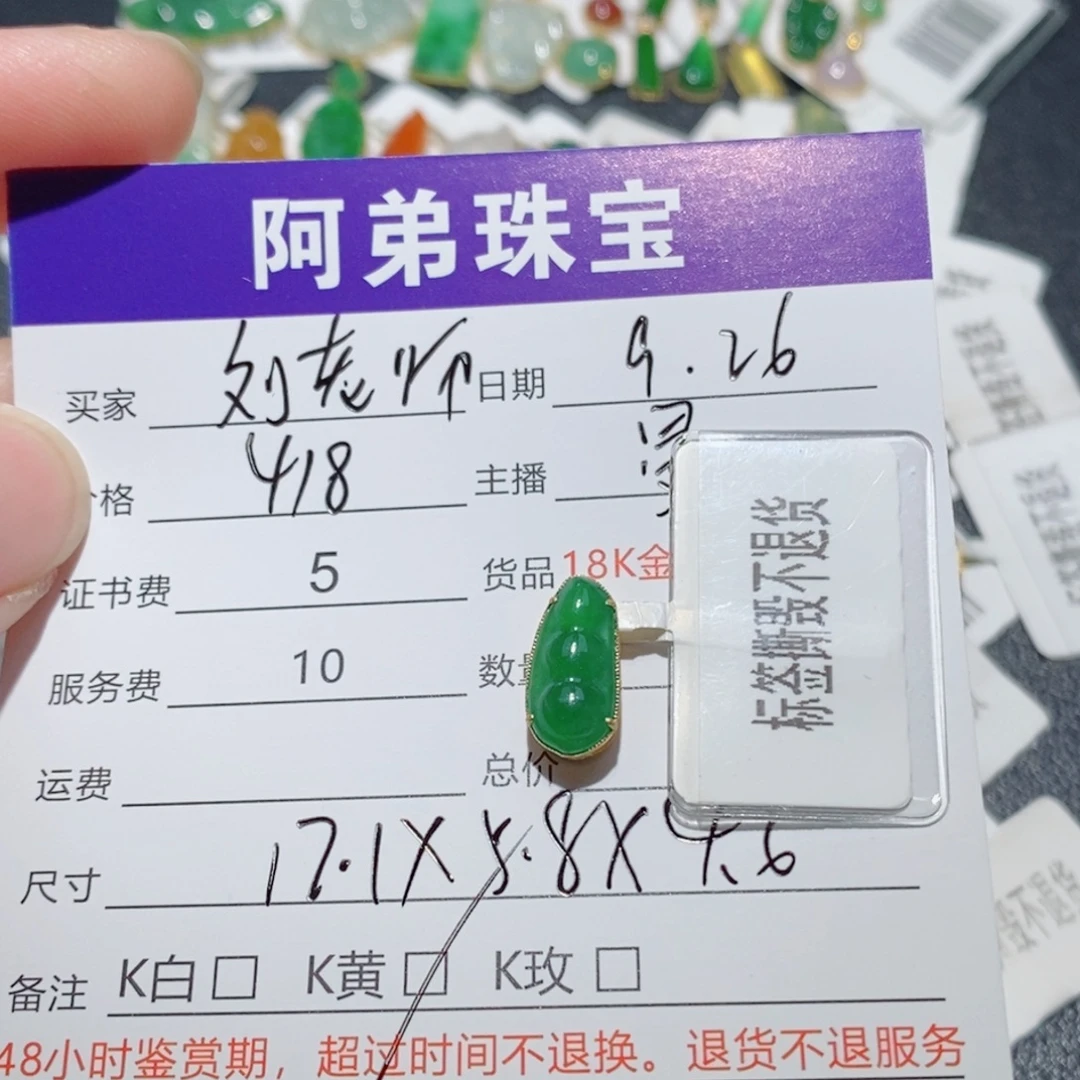 阿弟珠宝
买家 刘老师 日期 9.26
格 418 主播
证书费 5 货品 18K金
服务费 10 数量
运费 总价
尺寸 17.1X5.8X4.6
备注 K白□ K黄□ K玫□
48小时鉴赏期，超过时间不退换。退货不退服务
标签撕毁不退货